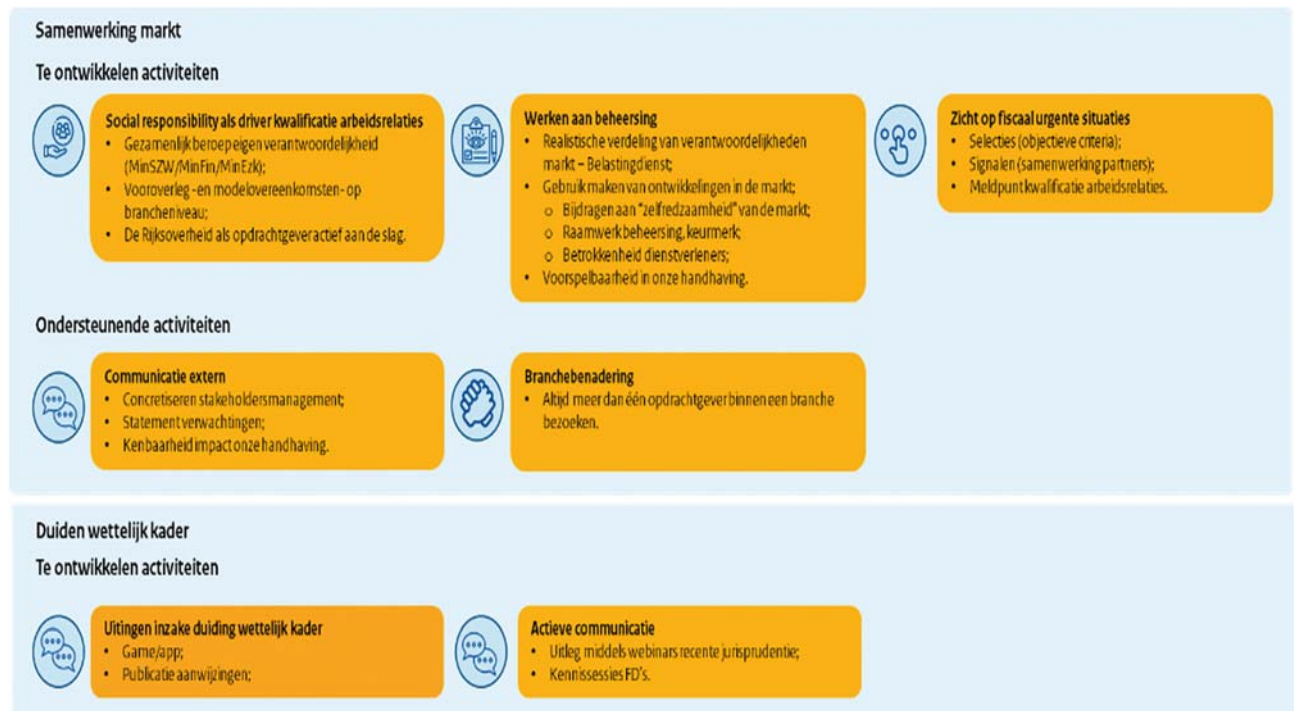 Samenwerking markt
Te ontwikkelen activiteiten
Social responsibility als driver kwalificatie arbeidsrelaties
• Gezamenlijk beroep eigen verantwoordelijkheid
(MinSZW/MinFin/MinEzk);
• Vooroverleg -en modelovereenkomsten- op
brancheniveau;
• De Rijksoverheid als opdrachtgever actief aan de slag.
Werken aan beheersing
• Realistische verdeling van verantwoordelijkheden
markt – Belastingdienst;
• Gebruik maken van ontwikkelingen in de markt;
o Bijdragen aan "zelfredzaamheid" van de markt;
o Raamwerk beheersing, keurmerk;
o Betrokkenheid dienstverleners;
• Voorspelbaarheid in onze handhaving.
Zicht op fiscaal urgente situaties
• Selecties (objectieve criteria);
• Signalen (samenwerking partners);
• Meldpunt kwalificatie arbeidsrelaties.
Ondersteunende activiteiten
Communicatie extern
• Concretiseren stakeholdersmanagement;
• Statement verwachtingen;
• Kenbaarheid impact onze handhaving.
Branchebenadering
• Altijd meer dan één opdrachtgever binnen een branche
bezoeken.
Duiden wettelijk kader
Te ontwikkelen activiteiten
Uitingen inzake duiding wettelijk kader
• Game/app;
• Publicatie aanwijzingen;
Actieve communicatie
• Uitleg middels webinars recente jurisprudentie;
• Kennissessies FD's.